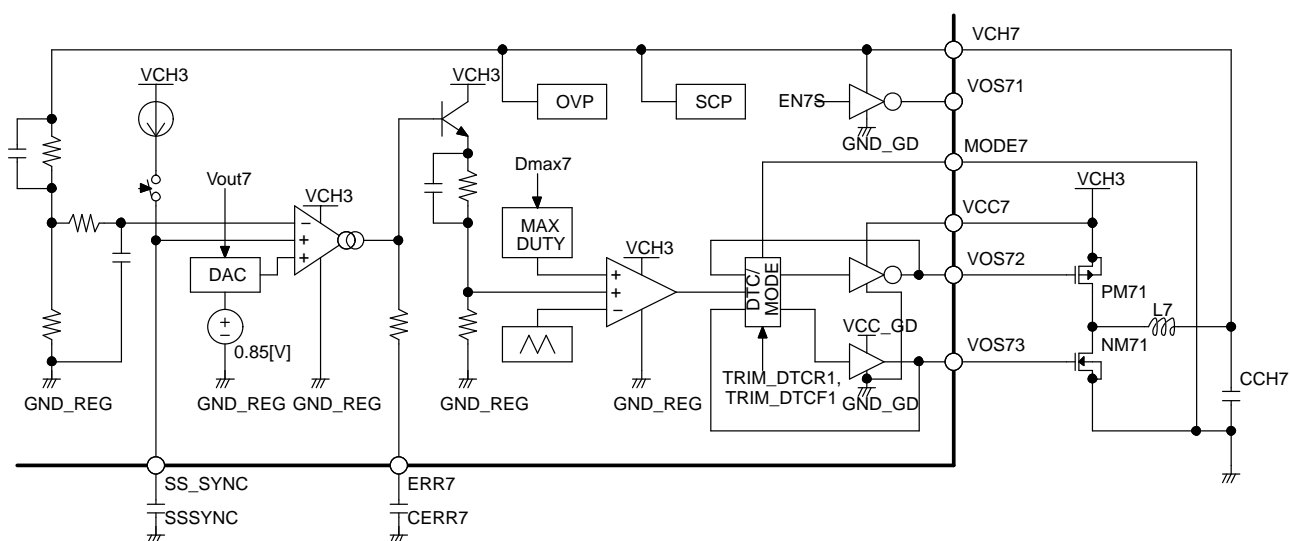 VCH7
VCH3
VCH3
OVP
SCP
EN7S
VOS71
GND_GD
MODE7
Dmax7
Vout7
VCH3
VCH3
VCC7
MAX
DUTY
VCH3
DAC
DTC/
MODE
VOS72
PM71
L7
+
−
0.85[V]
VCC_GD
NM71
VOS73
TRIM_DTCR1,
TRIM_DTCF1
GND_GD
CCH7
GND_REG
GND_REG
GND_REG
GND_REG
GND_REG
SS_SYNC
ERR7
SSSYNC
CERR7